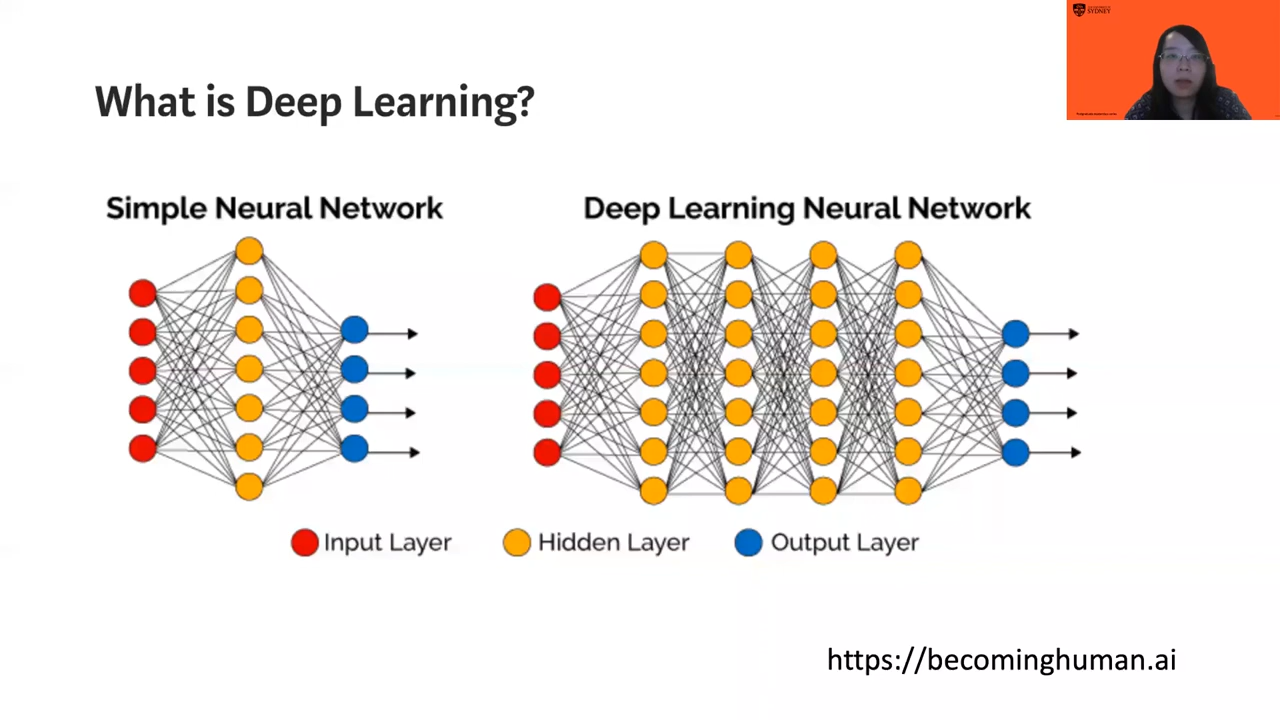 SYDNEY
What is Deep Learning?
Simple Neural Network
Deep Learning Neural Network
Input Layer
Hidden Layer
Output Layer
https://becominghuman.ai